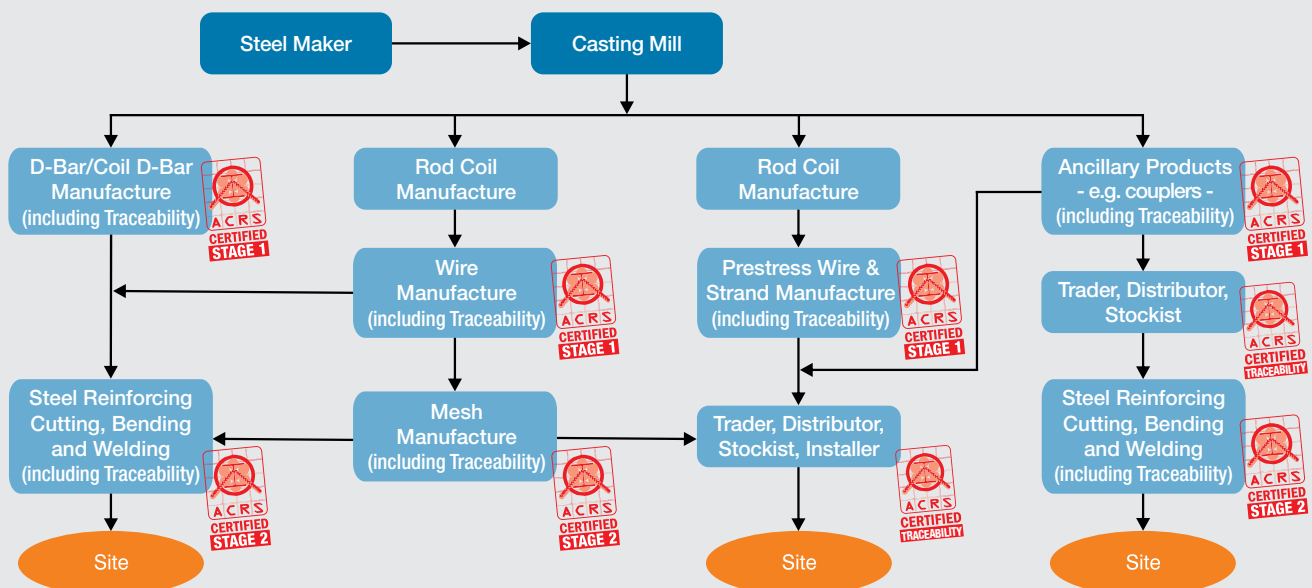 Steel Maker
Casting Mill
D-Bar/Coil D-Bar
Manufacture
(including Traceability)
ACRS
CERTIFIED
STAGE 1
Rod Coil
Manufacture
Rod Coil
Manufacture
Ancillary Products
- e.g. couplers -
(including Traceability)
ACRS
CERTIFIED
STAGE 1
Wire
Manufacture
(including Traceability)
ACRS
CERTIFIED
STAGE 1
Prestress Wire &
Strand Manufacture
(including Traceability)
ACRS
CERTIFIED
STAGE 1
Trader, Distributor,
Stockist
ACRS
CERTIFIED
TRACEABILITY
Steel Reinforcing
Cutting, Bending
and Welding
(including Traceability)
ACRS
CERTIFIED
STAGE 2
Mesh
Manufacture
(including Traceability)
ACRS
CERTIFIED
STAGE 2
Trader, Distributor,
Stockist, Installer
ACRS
CERTIFIED
TRACEABILITY
Steel Reinforcing
Cutting, Bending
and Welding
(including Traceability)
ACRS
CERTIFIED
STAGE 2
Site
Site
Site
Site